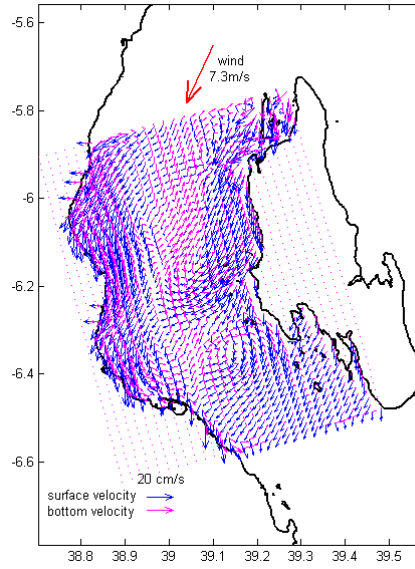 -5.6
wind
7.3m/s
-5.8
-6
-6.2
-6.4
-6.6
20 cm/s
surface velocity
bottom velocity
38.8 38.9 39 39.1 39.2 39.3 39.4 39.5